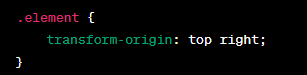 .element {
    transform-origin: top right;
}